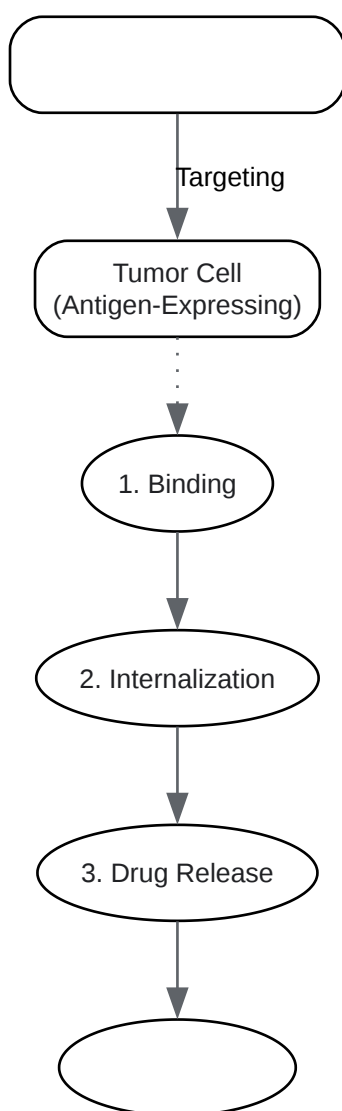 Targeting
Tumor Cell
(Antigen-Expressing)
1. Binding
2. Internalization
3. Drug Release